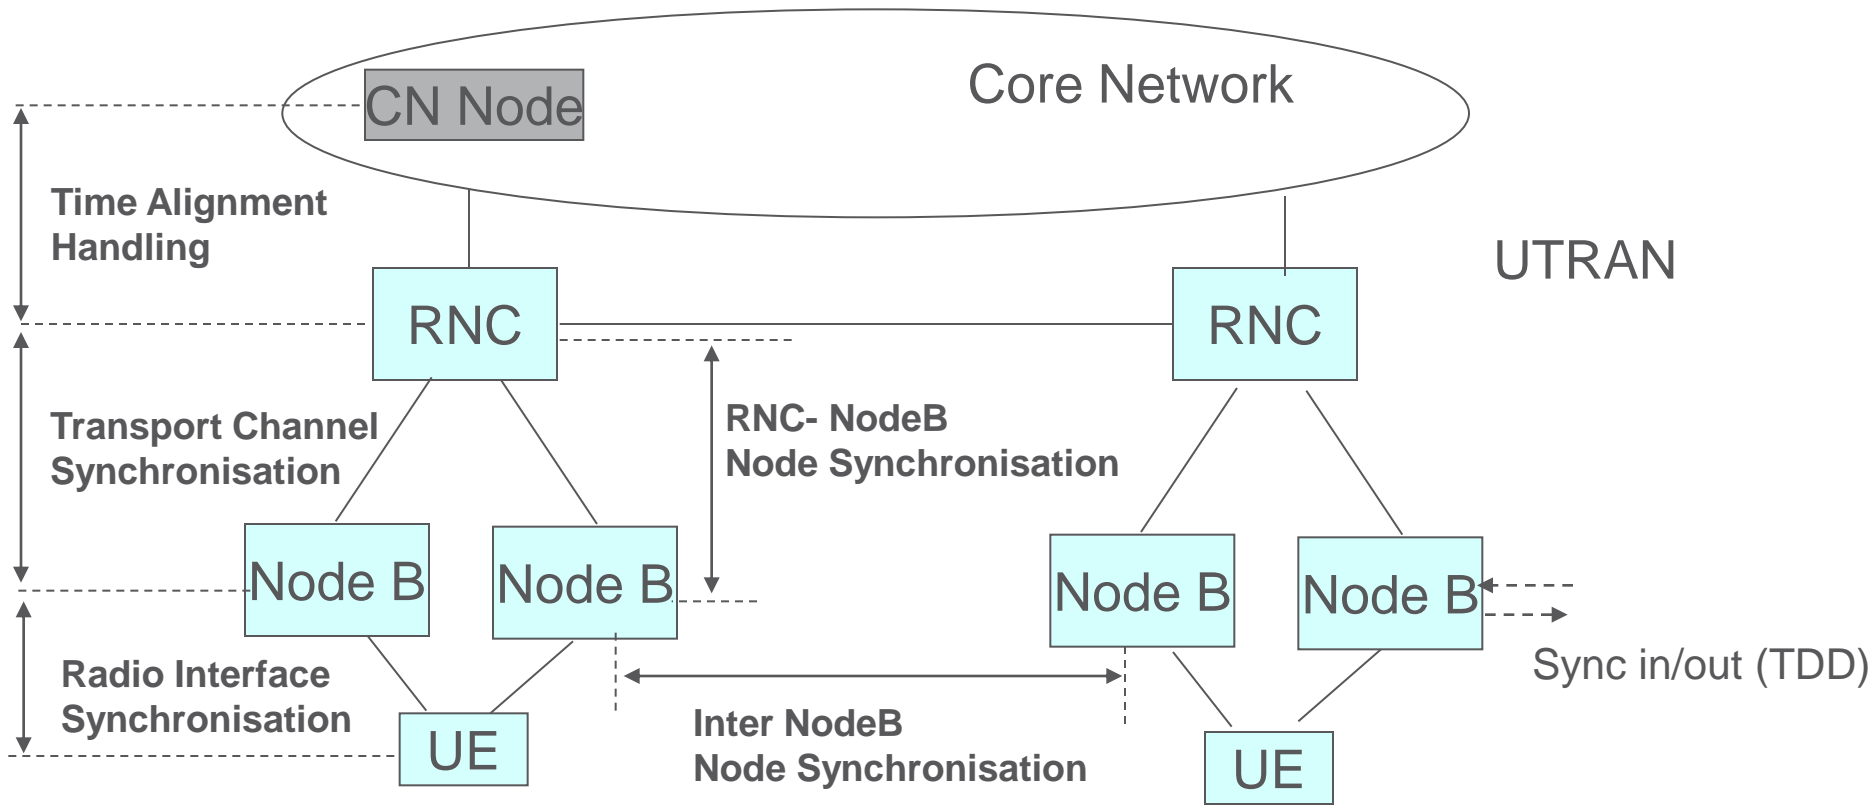 Core Network
CN Node
Time Alignment
Handling
UTRAN
RNC
RNC
Transport Channel
Synchronisation
RNC- NodeB
Node Synchronisation
Node B
Node B
Node B
Node B
Sync in/out (TDD)
Radio Interface
Synchronisation
Inter NodeB
Node Synchronisation
UE
UE